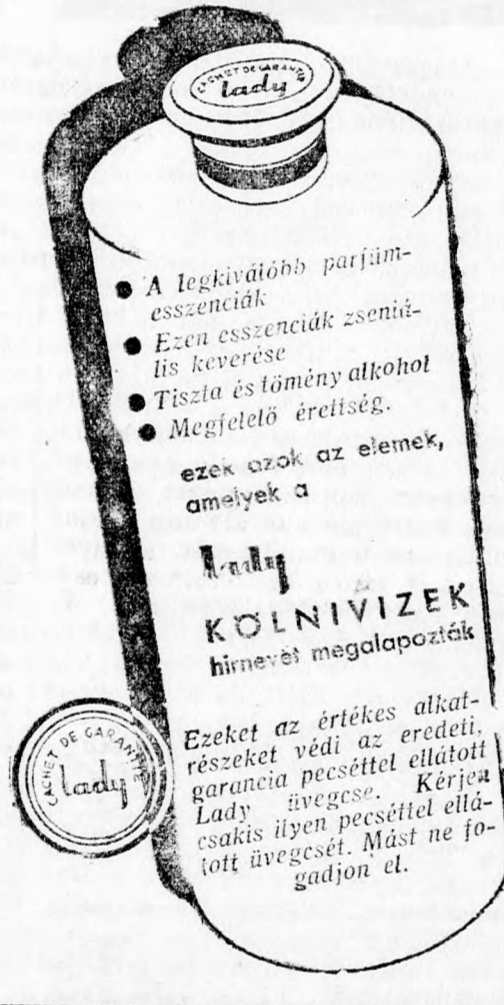 CACHET DE GARANTIE
lady
● A legkiválóbb parfüm-
esszenciák
● Ezen esszenciák zseniá-
lis keverése
● Tiszta és tömény alkohol
● Megfelelő érettség.
ezek azok az elemek,
amelyek a
lady
KÖLNIVIZEK
hirnevét megalapozták
CACHET DE GARANTIE
lady
Ezeket az értékes alkat-
részeket védi az eredeti,
garancia pecséttel ellátott
Lady üvegcse. Kérjen
csakis ilyen pecséttel ellá-
tott üvegcsét. Mást ne fo-
gadjon el.